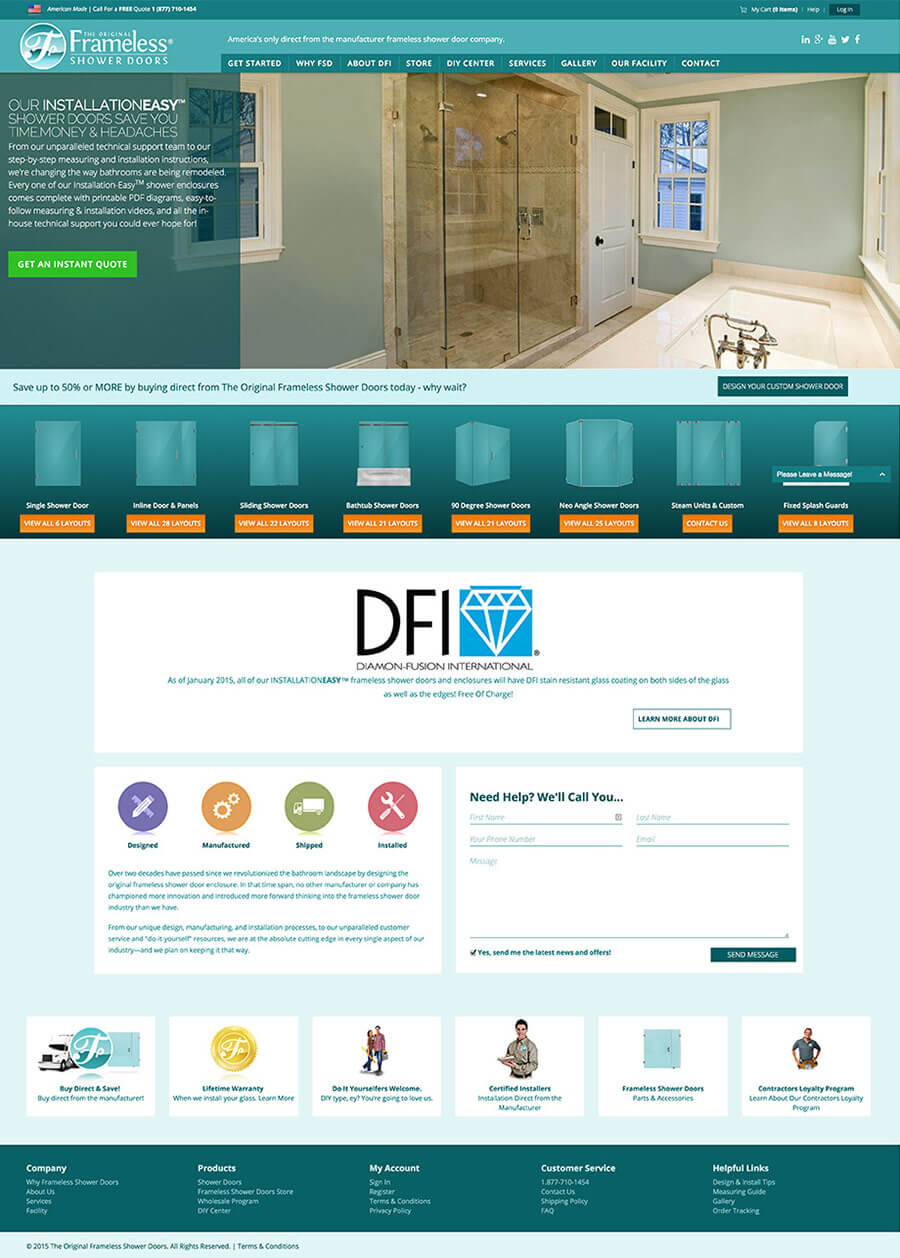 American Made | Call For a FREE Quote 1 (877) 710-1454
My Cart (0 Items) | Help | Log In
THE ORIGINAL
Frameless®
SHOWER DOORS
America's only direct from the manufacturer frameless shower door company.
GET STARTED WHY FSD ABOUT DFI STORE DIY CENTER SERVICES GALLERY OUR FACILITY CONTACT
OUR INSTALLATIONEASY™
SHOWER DOORS SAVE YOU
TIME,MONEY & HEADACHES
From our unparalleled technical support team to our
step-by-step measuring and installation instructions,
we're changing the way bathrooms are being remodeled.
Every one of our Installation-Easy™ shower enclosures
comes complete with printable PDF diagrams, easy-to-
follow measuring & installation videos, and all the in-
house technical support you could ever hope for!
GET AN INSTANT QUOTE
Save up to 50% or MORE by buying direct from The Original Frameless Shower Doors today - why wait?
DESIGN YOUR CUSTOM SHOWER DOOR
Please Leave a Message!
Single Shower Door Inline Door & Panels Sliding Shower Doors Bathtub Shower Doors 90 Degree Shower Doors Neo Angle Shower Doors Steam Units & Custom Fixed Splash Guards
VIEW ALL 6 LAYOUTS VIEW ALL 28 LAYOUTS VIEW ALL 22 LAYOUTS VIEW ALL 21 LAYOUTS VIEW ALL 21 LAYOUTS VIEW ALL 25 LAYOUTS CONTACT US VIEW ALL 8 LAYOUTS
DFI®
DIAMON-FUSION INTERNATIONAL
As of January 2015, all of our INSTALLATIONEASY™ frameless shower doors and enclosures will have DFI stain resistant glass coating on both sides of the glass
as well as the edges! Free Of Charge!
LEARN MORE ABOUT DFI
Designed Manufactured Shipped Installed
Over two decades have passed since we revolutionized the bathroom landscape by designing the
original frameless shower door enclosure. In that time span, no other manufacturer or company has
championed more innovation and introduced more forward thinking into the frameless shower door
industry than we have.
From our unique design, manufacturing, and installation processes, to our unparalleled customer
service and "do-it-yourself" resources, we are at the absolute cutting edge in every single aspect of our
industry—and we plan on keeping it that way.
Need Help? We'll Call You...
First Name Last Name
Your Phone Number Email
Message
Yes, send me the latest news and offers!
SEND MESSAGE
Buy Direct & Save!
Buy direct from the manufacturer!
Lifetime Warranty
When we install your glass. Learn More
Do It Yourselfers Welcome.
DIY type, ey? You're going to love us.
Certified Installers
Installation Direct from the
Manufacturer
Frameless Shower Doors
Parts & Accessories
Contractors Loyalty Program
Learn About Our Contractors Loyalty
Program
Company
Why Frameless Shower Doors
About Us
Services
Facility
Products
Shower Doors
Frameless Shower Doors Store
Wholesale Program
DIY Center
My Account
Sign In
Register
Terms & Conditions
Privacy Policy
Customer Service
1.877-710-1454
Contact Us
Shipping Policy
FAQ
Helpful Links
Design & Install Tips
Measuring Guide
Gallery
Order Tracking
© 2015 The Original Frameless Shower Doors. All Rights Reserved. | Terms & Conditions